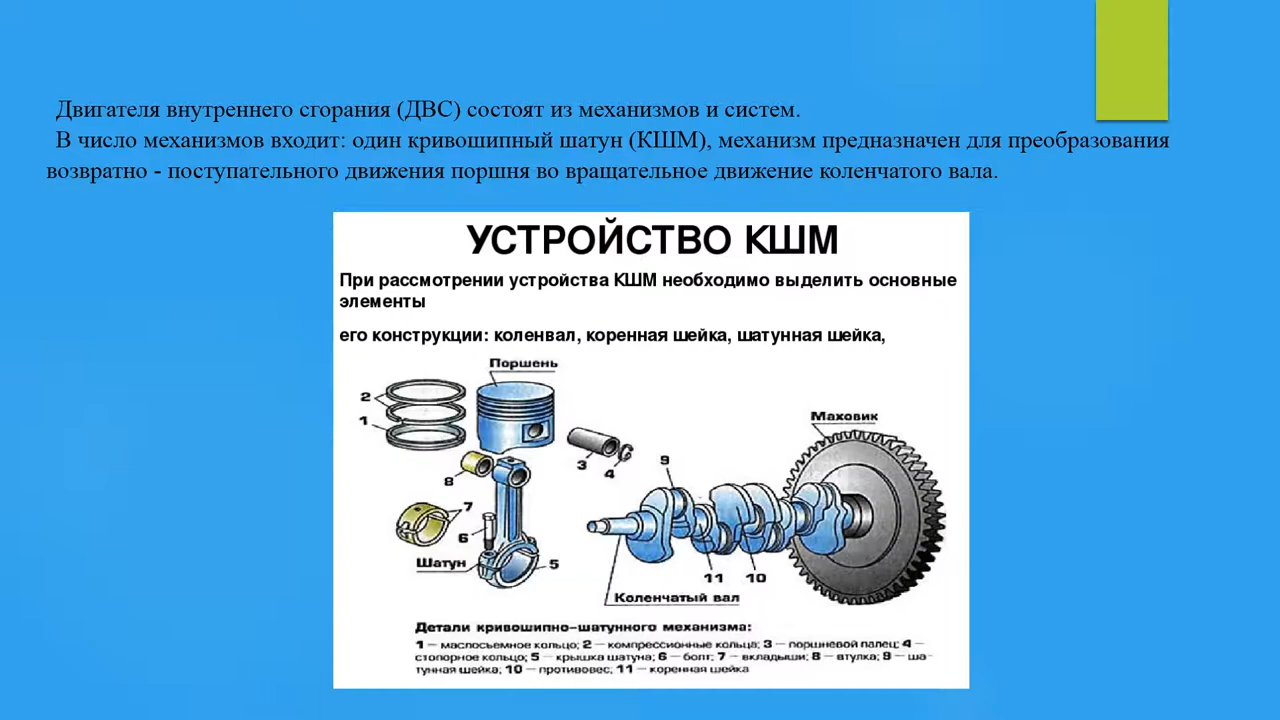 Двигателя внутреннего сгорания (ДВС) состоят из механизмов и систем.
В число механизмов входит: один кривошипный шатун (КШМ), механизм предназначен для преобразования
возвратно - поступательного движения поршня во вращательное движение коленчатого вала.
УСТРОЙСТВО КШМ
При рассмотрении устройства КШМ необходимо выделить основные
элементы
его конструкции: коленвал, коренная шейка, шатунная шейка,
Поршень
2
1
Маховик
3
4
9
8
7
6
Шатун
5
11
10
Коленчатый вал
Детали кривошипно-шатунного механизма:
1 — маслосъемное кольцо; 2 — компрессионные кольца; 3 — поршневой палец; 4 —
стопорное кольцо; 5 — крышка шатуна; 6 — болт; 7 — вкладыши; 8 — втулка; 9 — ша-
тунная шейка; 10 — противовес; 11 — коренная шейка